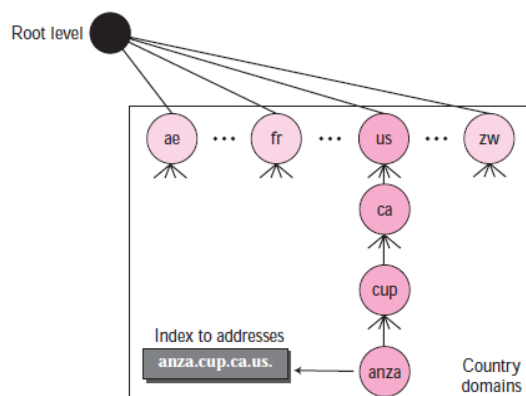 Root level
ae ... fr ... us ... zw
ca
cup
Index to addresses
anza.cup.ca.us.
anza
Country
domains